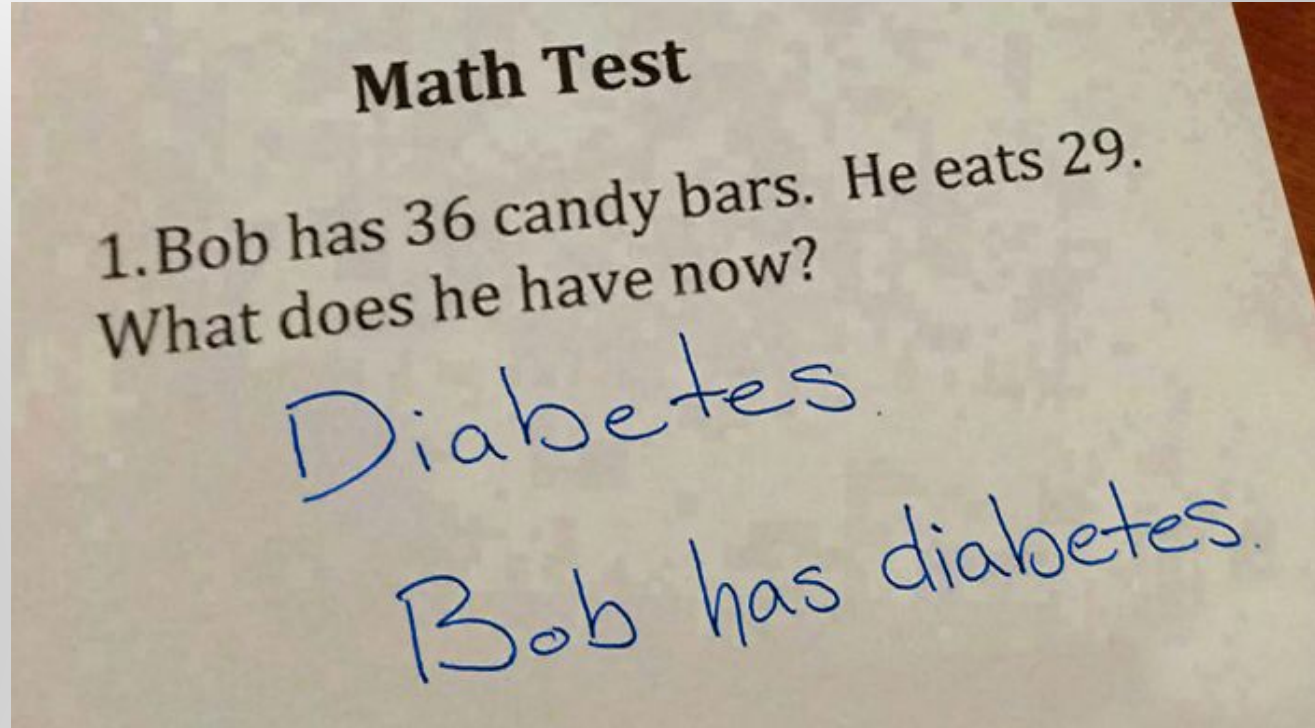 Math Test
1.Bob has 36 candy bars. He eats 29.
What does he have now?
Diabetes.
Bob has diabetes.